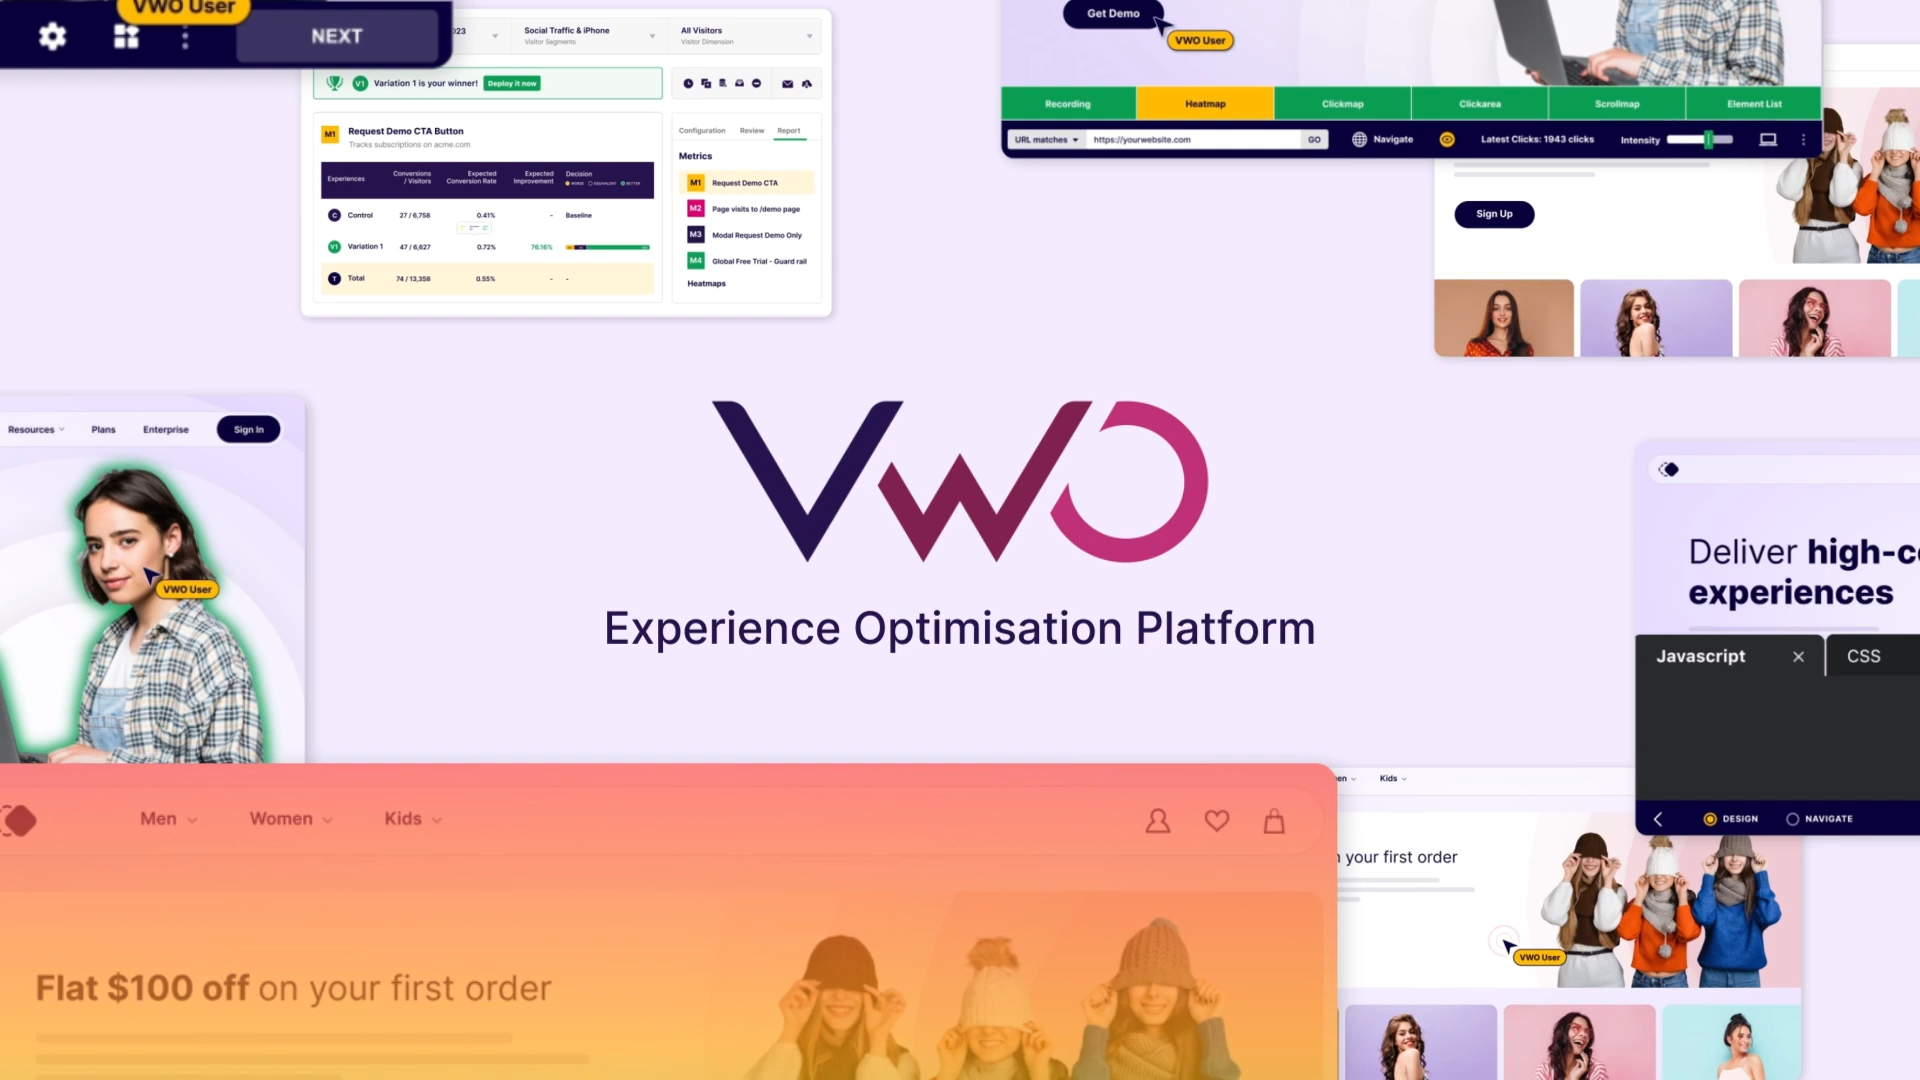 VWO User
NEXT
023
Social Traffic & iPhone
Visitor Segments
All Visitors
Visitor Dimension
V1 Variation 1 is your winner! Deploy it now
M1 Request Demo CTA Button
Tracks subscriptions on acme.com
Experiences
Conversions / Visitors
Expected Conversion Rate
Expected Improvement
Decision
WORSE EQUIVALENT BETTER
C Control 27 / 6,758 0.41% - Baseline
V1 Variation 1 47 / 6,627 0.72% 76.16%
T Total 74 / 13,358 0.55% - -
Configuration Review Report
Metrics
M1 Request Demo CTA
M2 Page visits to /demo page
M3 Modal Request Demo Only
M4 Global Free Trial - Guard rail
Heatmaps
Get Demo
VWO User
Recording Heatmap Clickmap Clickarea Scrollmap Element List
URL matches https://yourwebsite.com GO Navigate Latest Clicks: 1943 clicks Intensity
Sign Up
Resources Plans Enterprise Sign In
VWO User
VWO
Experience Optimisation Platform
Deliver high-c
experiences
Javascript CSS
DESIGN NAVIGATE
Men Women Kids
Flat $100 off on your first order
en Kids
your first order
VWO User